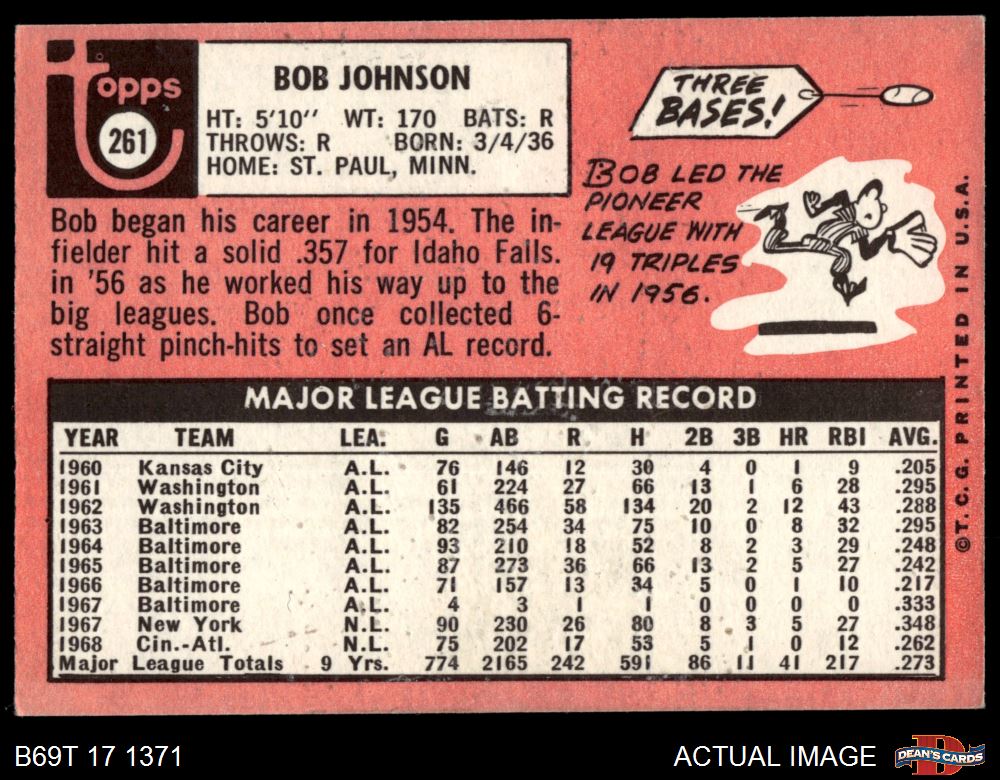 topps
261
BOB JOHNSON
HT: 5'10" WT: 170 BATS: R
THROWS: R BORN: 3/4/36
HOME: ST. PAUL, MINN.
Bob began his career in 1954. The in-
fielder hit a solid .357 for Idaho Falls.
in '56 as he worked his way up to the
big leagues. Bob once collected 6-
straight pinch-hits to set an AL record.
THREE
BASES!
BOB LED THE
PIONEER
LEAGUE WITH
19 TRIPLES
IN 1956.
©T.C.G. PRINTED IN U.S.A.
MAJOR LEAGUE BATTING RECORD
YEAR TEAM LEA. G AB R H 2B 3B HR RBI AVG.
1960 Kansas City A.L. 76 146 12 30 4 0 1 9 .205
1961 Washington A.L. 61 224 27 66 13 1 6 28 .295
1962 Washington A.L. 135 466 58 134 20 2 12 43 .288
1963 Baltimore A.L. 82 254 34 75 10 0 8 32 .295
1964 Baltimore A.L. 93 210 18 52 8 2 3 29 .248
1965 Baltimore A.L. 87 273 36 66 13 2 5 27 .242
1966 Baltimore A.L. 71 157 13 34 5 0 1 10 .217
1967 Baltimore A.L. 4 3 1 1 0 0 0 0 .333
1967 New York N.L. 90 230 26 80 8 3 5 27 .348
1968 Cin.-Atl. N.L. 75 202 17 53 5 1 0 12 .262
Major League Totals 9 Yrs. 774 2165 242 591 86 11 41 217 .273
B69T 17 1371
ACTUAL IMAGE
D
DEAN'S CARDS